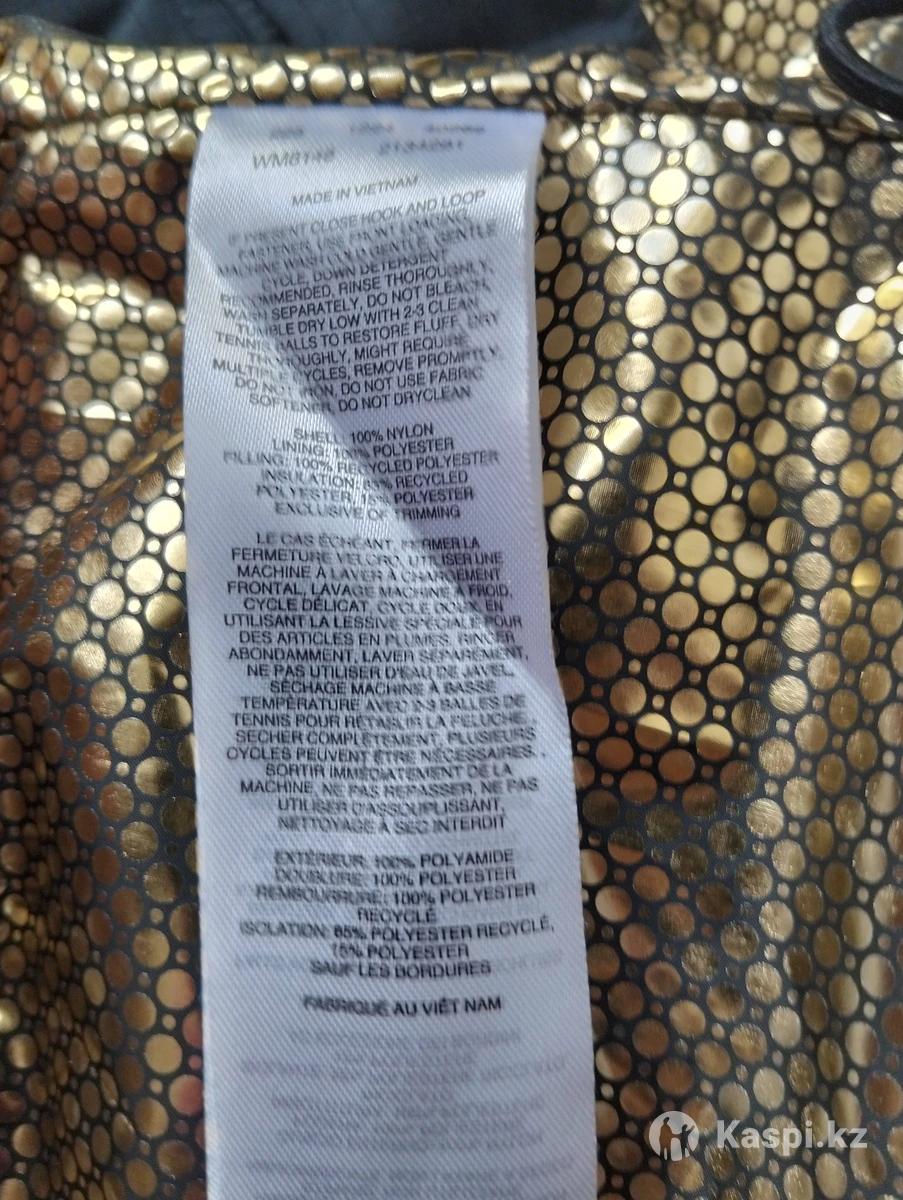 WM8148
MADE IN VIETNAM
IF PRESENT CLOSE HOOK AND LOOP
FASTENER, USE FRONT LOADING
MACHINE WASH COLD GENTLE, GENTLE
CYCLE, DOWN DETERGENT
RECOMMENDED, RINSE THOROUGHLY,
WASH SEPARATELY, DO NOT BLEACH,
TUMBLE DRY LOW WITH 2-3 CLEAN
TENNIS BALLS TO RESTORE FLUFF, DRY
THOROUGHLY, MIGHT REQUIRE
MULTIPLE CYCLES, REMOVE PROMPTLY,
DO NOT IRON, DO NOT USE FABRIC
SOFTENER, DO NOT DRYCLEAN
SHELL: 100% NYLON
LINING: 100% POLYESTER
FILLING: 100% RECYCLED POLYESTER
INSULATION: 85% RECYCLED
POLYESTER, 15% POLYESTER
EXCLUSIVE OF TRIMMING
LE CAS ÉCHÉANT, FERMER LA
FERMETURE VELCRO, UTILISER UNE
MACHINE À LAVER À CHARGEMENT
FRONTAL, LAVAGE MACHINE À FROID,
CYCLE DÉLICAT, CYCLE DOUX, EN
UTILISANT LA LESSIVE SPÉCIALE POUR
DES ARTICLES EN PLUMES, RINCER
ABONDAMMENT, LAVER SÉPARÉMENT,
NE PAS UTILISER D'EAU DE JAVEL,
SÉCHAGE MACHINE À BASSE
TEMPÉRATURE AVEC 2-3 BALLES DE
TENNIS POUR RÉTABLIR LA PELUCHE,
SÉCHER COMPLÈTEMENT, PLUSIEURS
CYCLES PEUVENT ÊTRE NÉCESSAIRES,
SORTIR IMMÉDIATEMENT DE LA
MACHINE, NE PAS REPASSER, NE PAS
UTILISER D'ASSOUPLISSANT,
NETTOYAGE À SEC INTERDIT
EXTÉRIEUR: 100% POLYAMIDE
DOUBLURE: 100% POLYESTER
REMBOURRURE: 100% POLYESTER
RECYCLÉ
ISOLATION: 85% POLYESTER RECYCLÉ,
15% POLYESTER
SAUF LES BORDURES
FABRIQUÉ AU VIÊT NAM
Kaspi.kz